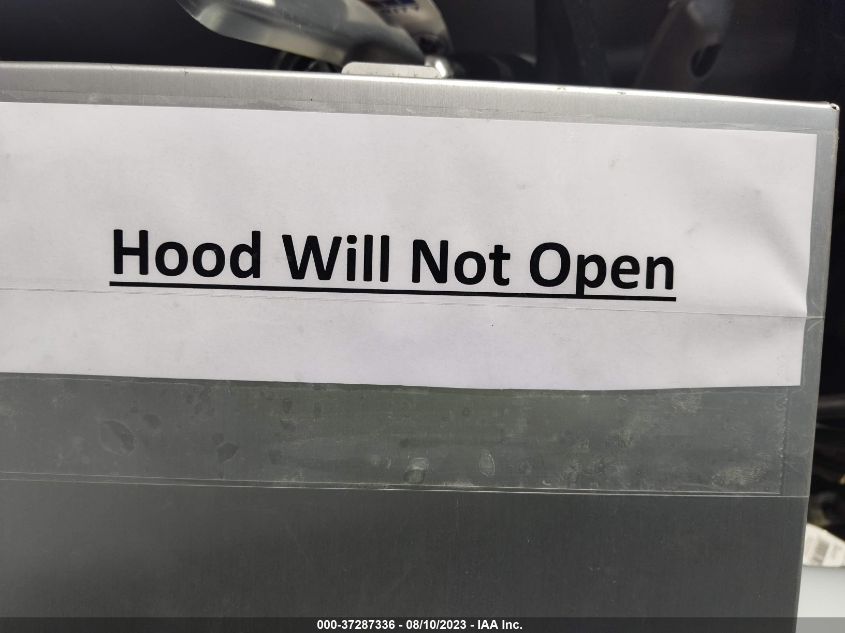 Hood Will Not Open
000-37287336 - 08/10/2023 - IAA Inc.